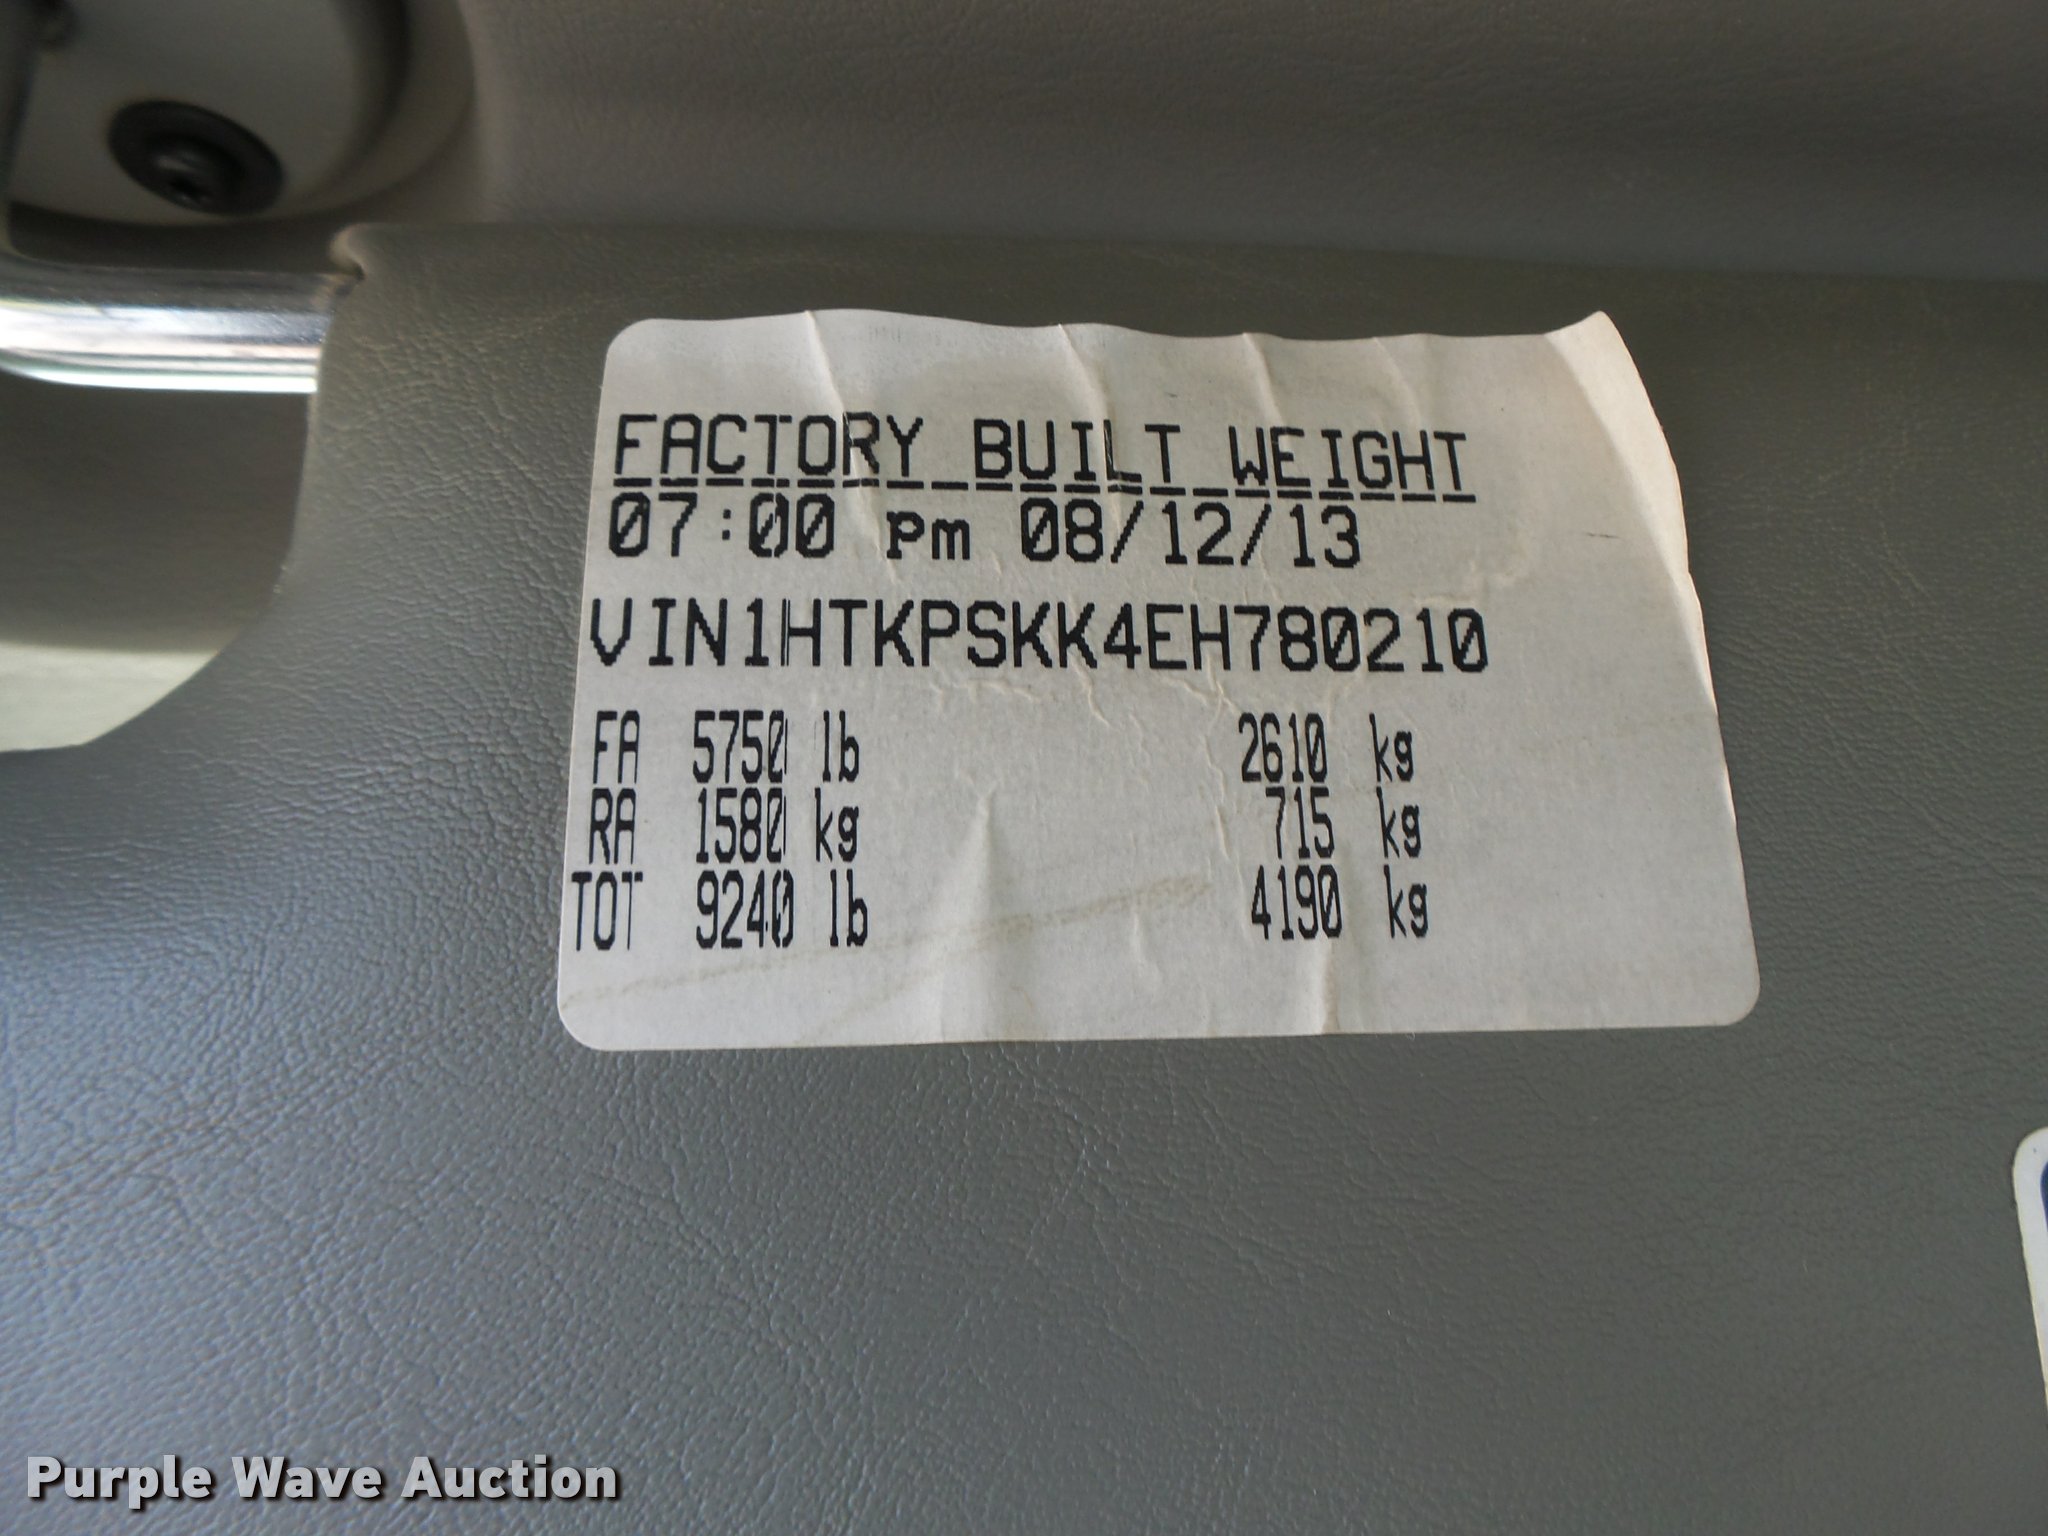 FACTORY BUILT WEIGHT
07:00 pm 08/12/13
VIN1HTKPSKK4EH780210
FA 5750 lb 2610 kg
RA 1580 kg 715 kg
TOT 9240 lb 4190 kg
Purple Wave Auction